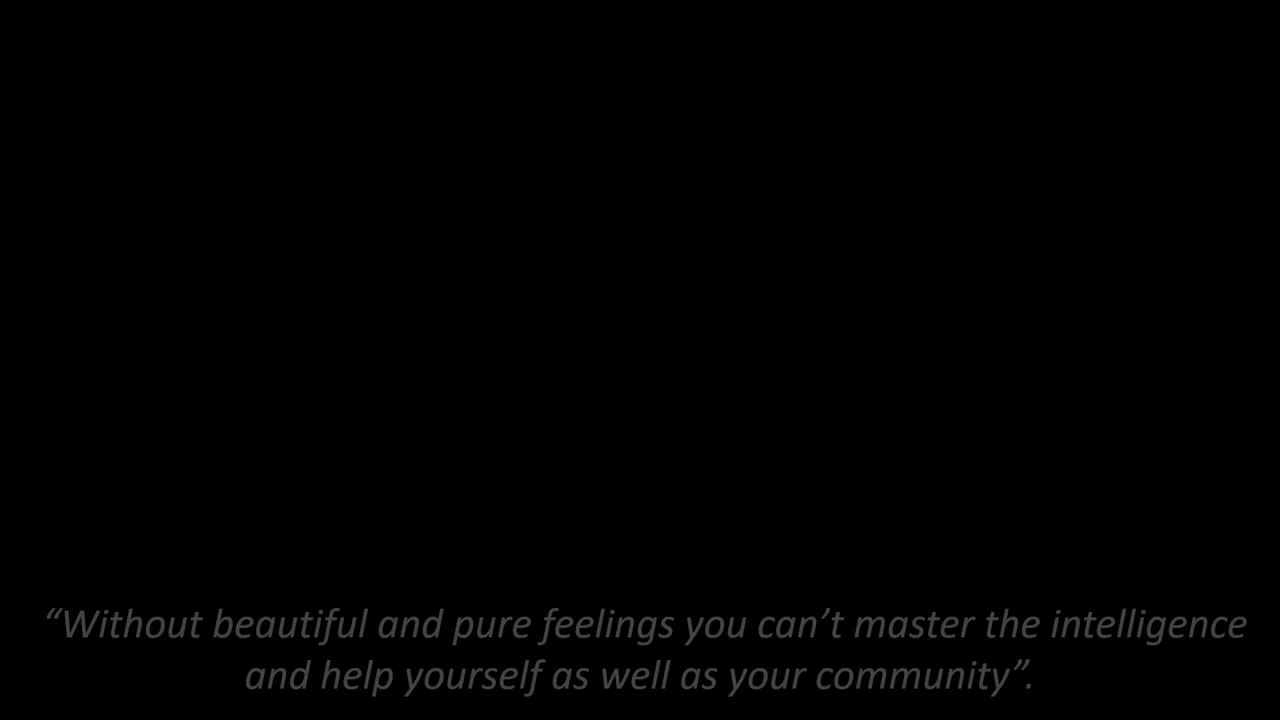 “Without beautiful and pure feelings you can’t master the intelligence
and help yourself as well as your community”.